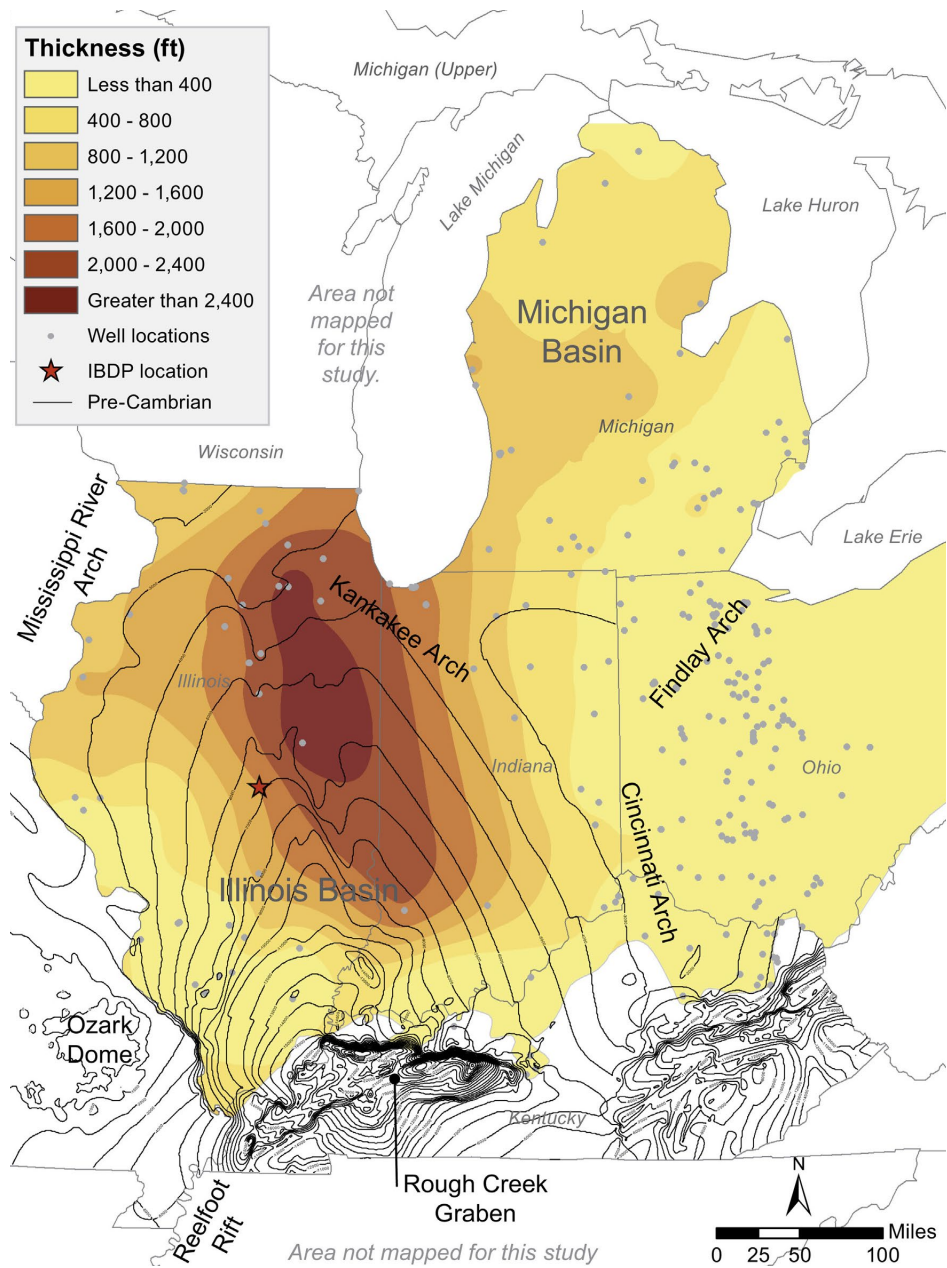 Thickness (ft)
Less than 400
400 - 800
800 - 1,200
1,200 - 1,600
1,600 - 2,000
2,000 - 2,400
Greater than 2,400
Well locations
IBDP location
Pre-Cambrian
Michigan (Upper)
Lake Michigan
Lake Huron
Area not
mapped
for this
study.
Michigan
Basin
Michigan
Wisconsin
Lake Erie
Mississippi River
Arch
Kankakee Arch
Findlay Arch
Illinois
Indiana
Ohio
Cincinnati Arch
Illinois Basin
Ozark
Dome
Kentucky
Rough Creek
Graben
Reelfoot
Rift
Area not mapped for this study
N
Miles
0 25 50 100